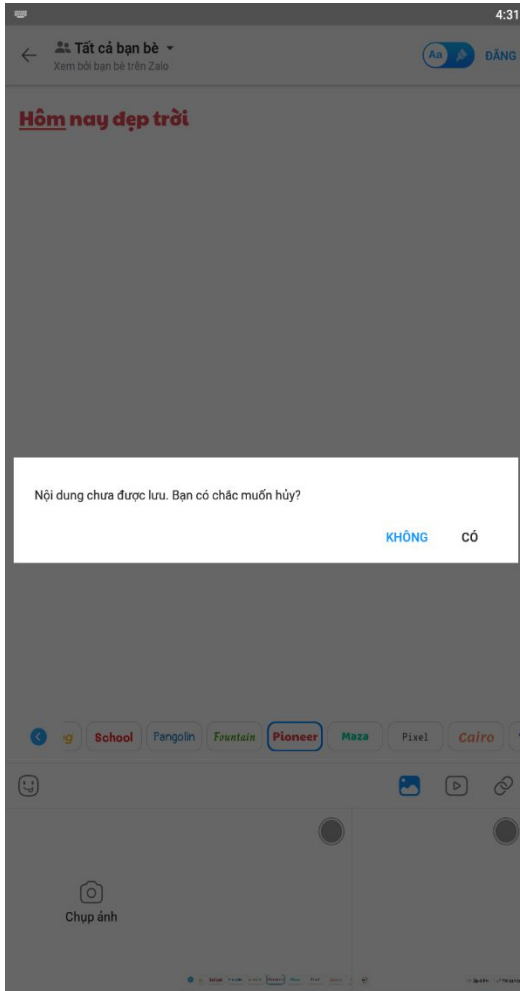 4:31
Tất cả bạn bè
Xem bởi bạn bè trên Zalo
Aa
ĐĂNG
Hôm nay đẹp trời
Nội dung chưa được lưu. Bạn có chắc muốn hủy?
KHÔNG CÓ
School Pangolin Fountain Pioneer Maza Pixel Cairo
Chụp ảnh